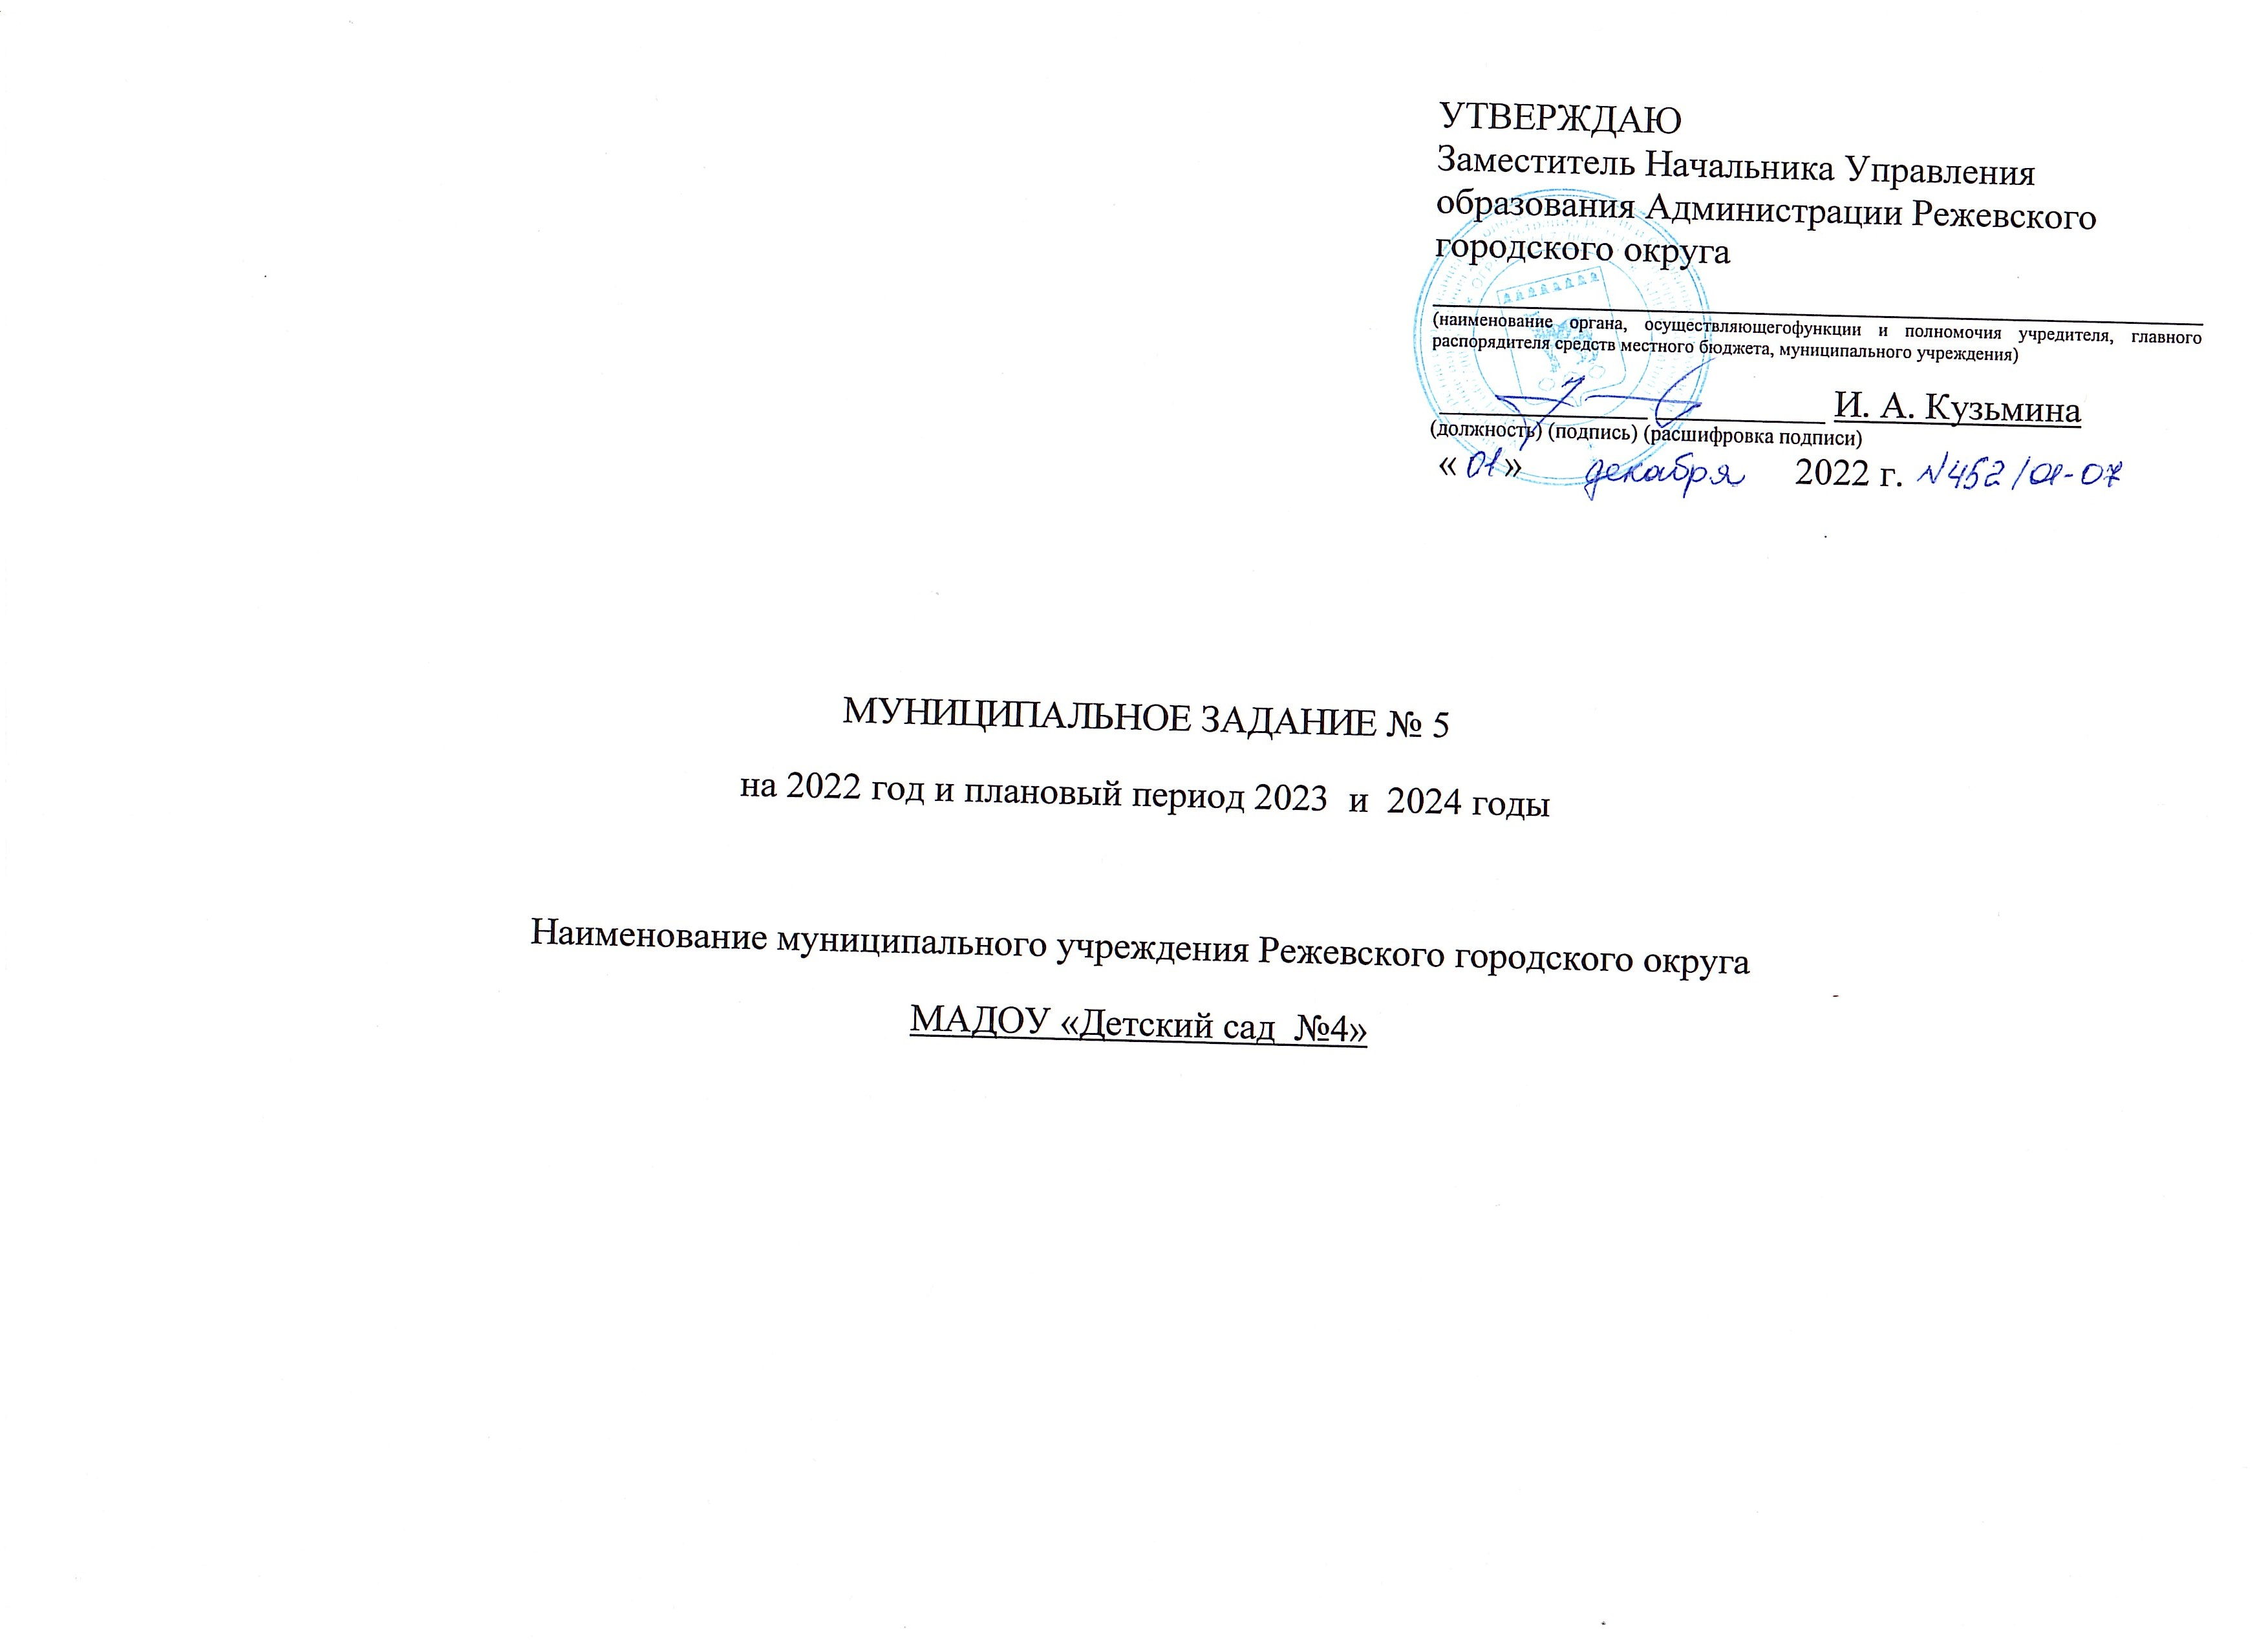 УТВЕРЖДАЮ
Заместитель Начальника Управления
образования Администрации Режевского
городского округа
(наименование органа, осуществляющегофункции и полномочия учредителя, главного
распорядителя средств местного бюджета, муниципального учреждения)
И. А. Кузьмина
(должность) (подпись) (расшифровка подписи)
« 01 » декабря 2022 г. №452/01-07
МУНИЦИПАЛЬНОЕ ЗАДАНИЕ № 5
на 2022 год и плановый период 2023 и 2024 годы
Наименование муниципального учреждения Режевского городского округа
МАДОУ «Детский сад №4»